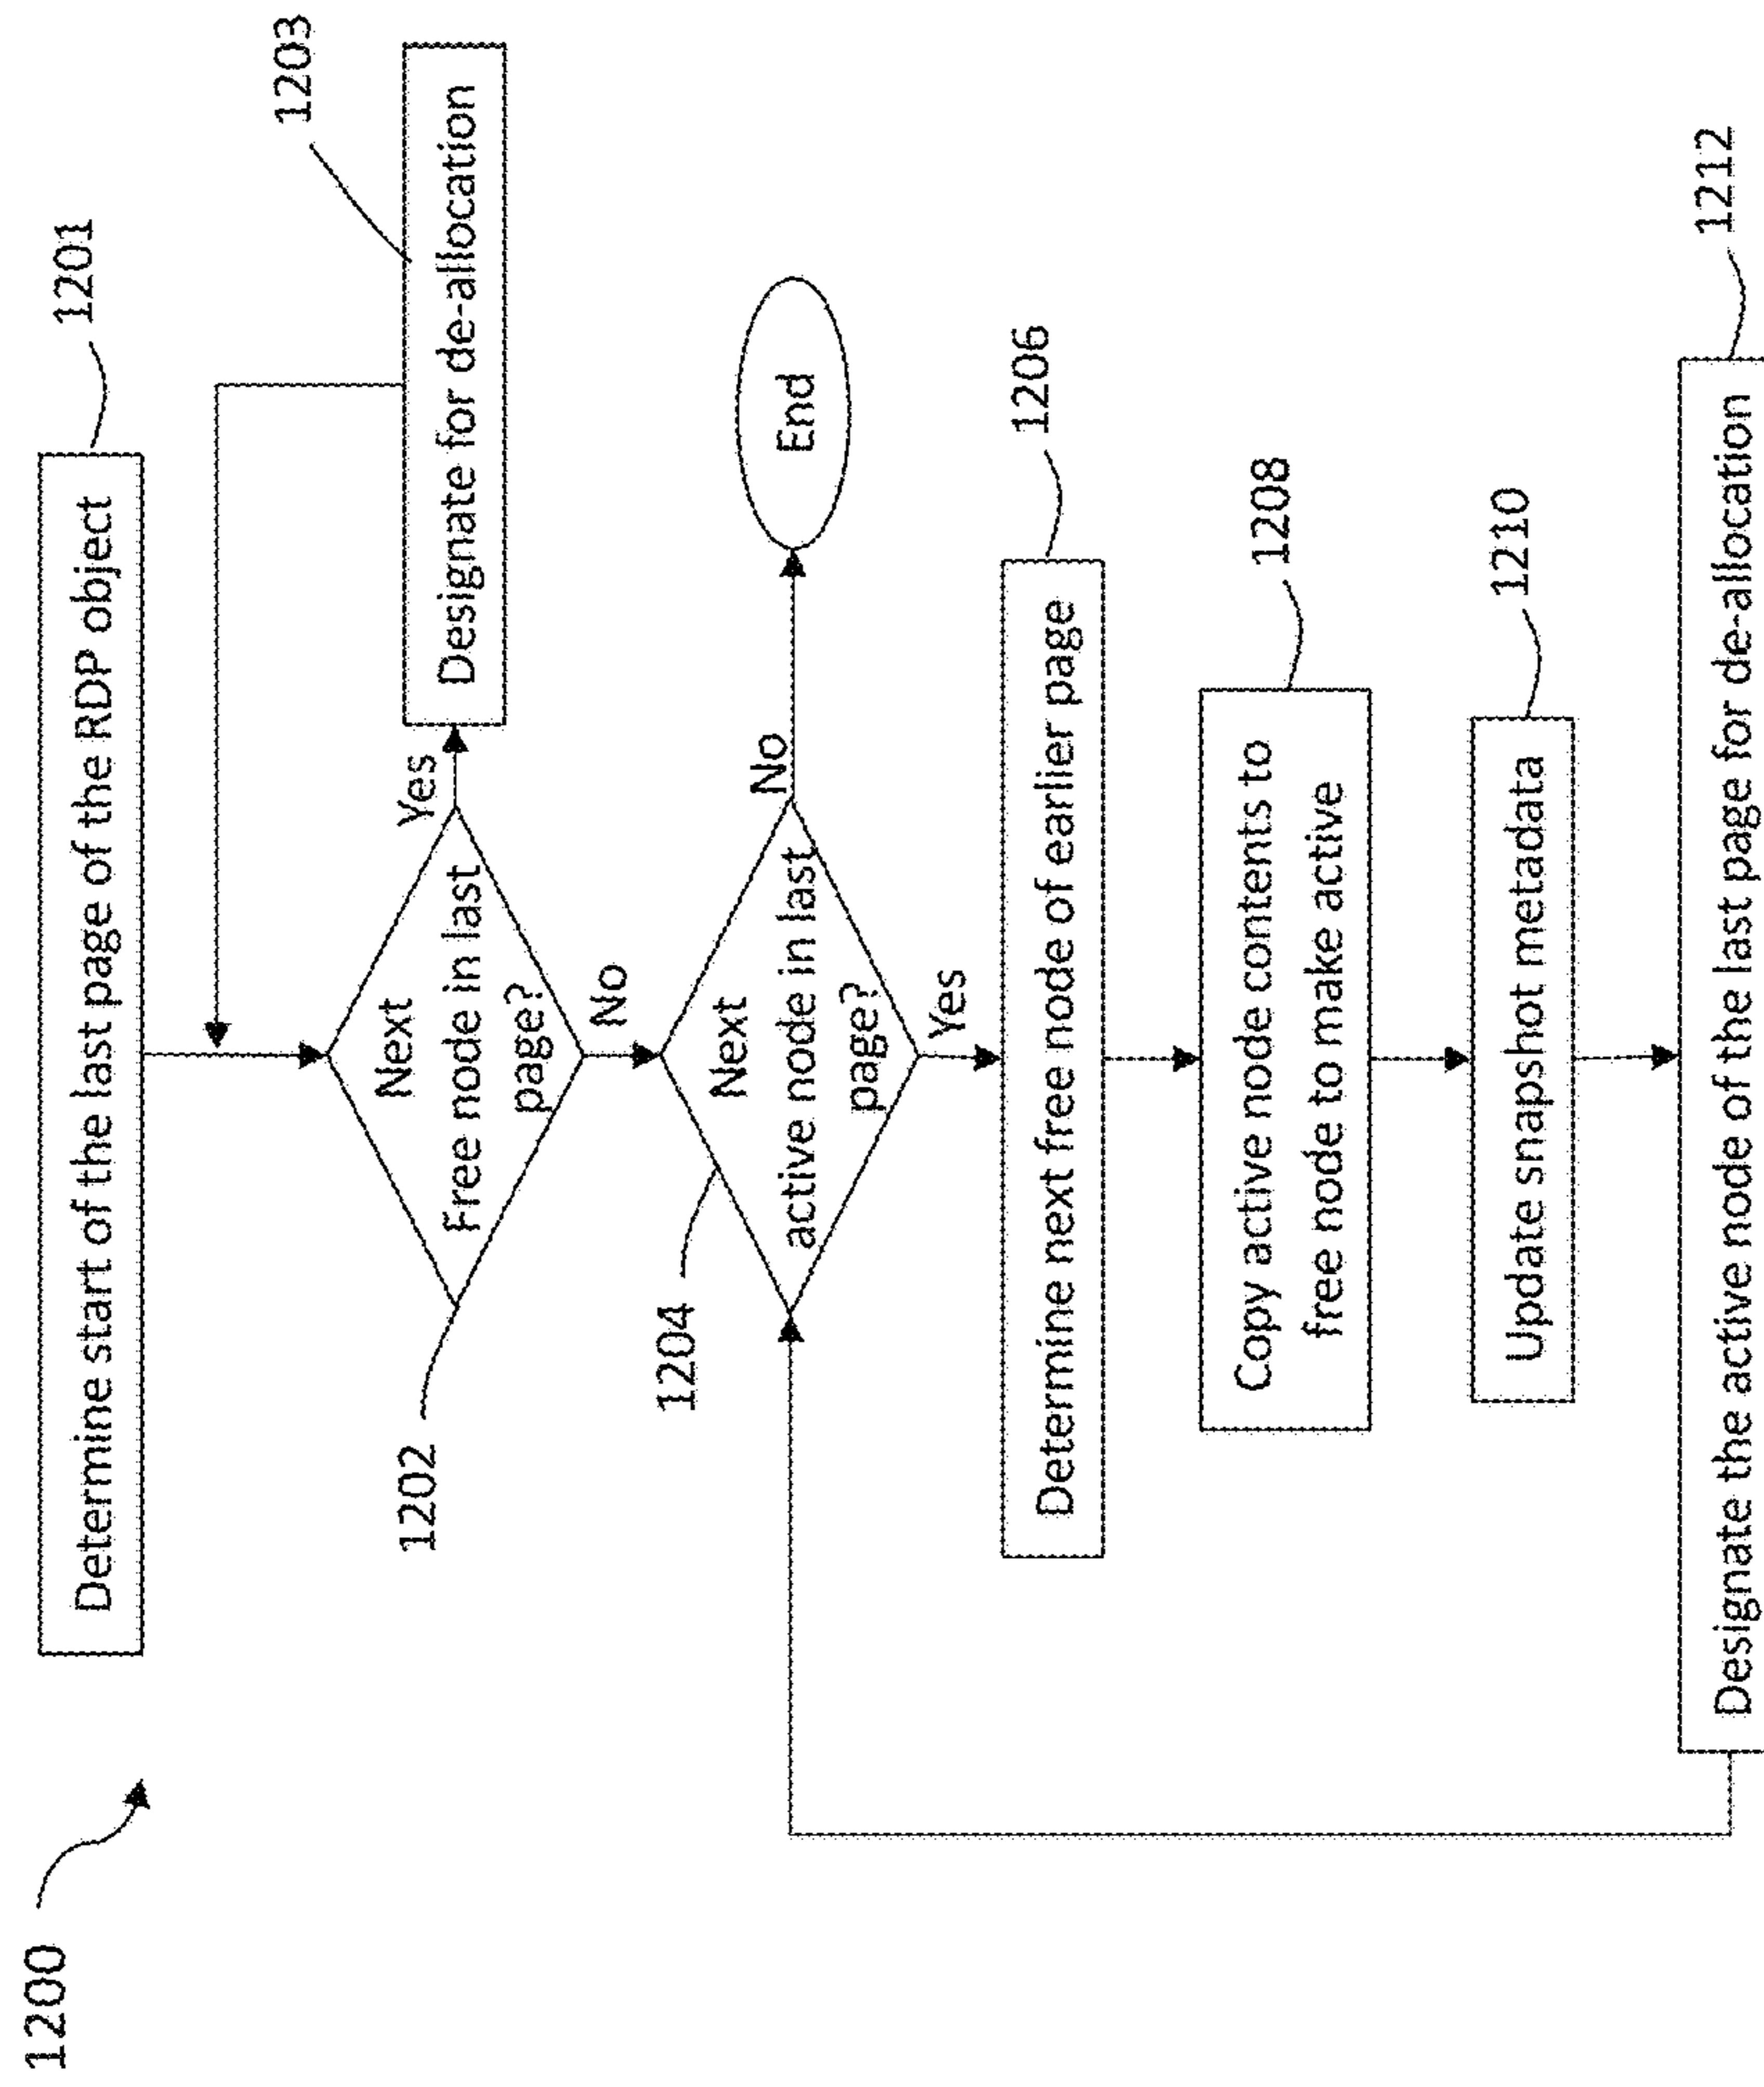 1200
Determine start of the last page of the RDP object
1201
Next
Free node in last
page?
1202
Yes
Designate for de-allocation
1203
No
Next
active node in last
page?
1204
No
End
Yes
Determine next free node of earlier page
1206
Copy active node contents to
free node to make active
1208
Update snapshot metadata
1210
Designate the active node of the last page for de-allocation
1212